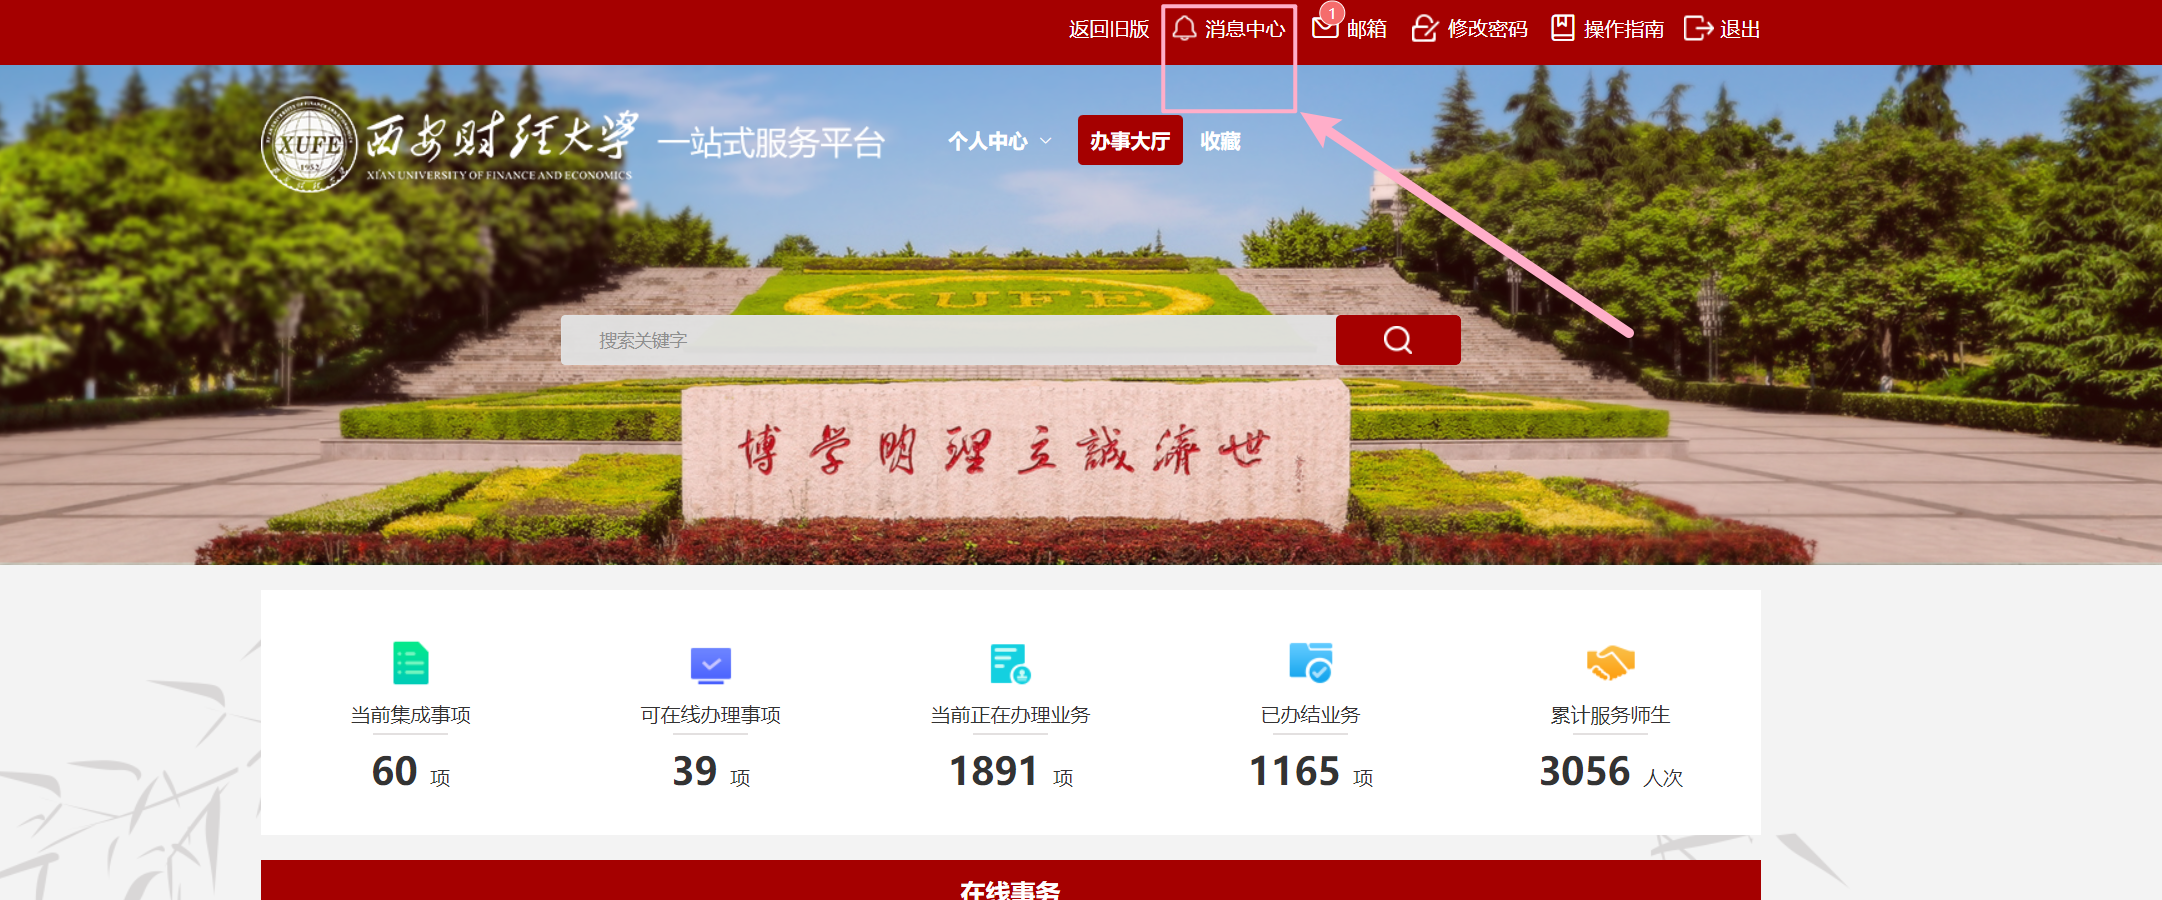 返回旧版 消息中心 1 邮箱 修改密码 操作指南 退出
XUFE
1952
西安财经大学
XI'AN UNIVERSITY OF FINANCE AND ECONOMICS
一站式服务平台
个人中心 办事大厅 收藏
XUFE
搜索关键字
博学明理立誠濟世
当前集成事项 可在线办理事项 当前正在办理业务 已办结业务 累计服务师生
60 项 39 项 1891 项 1165 项 3056 人次
在线事务